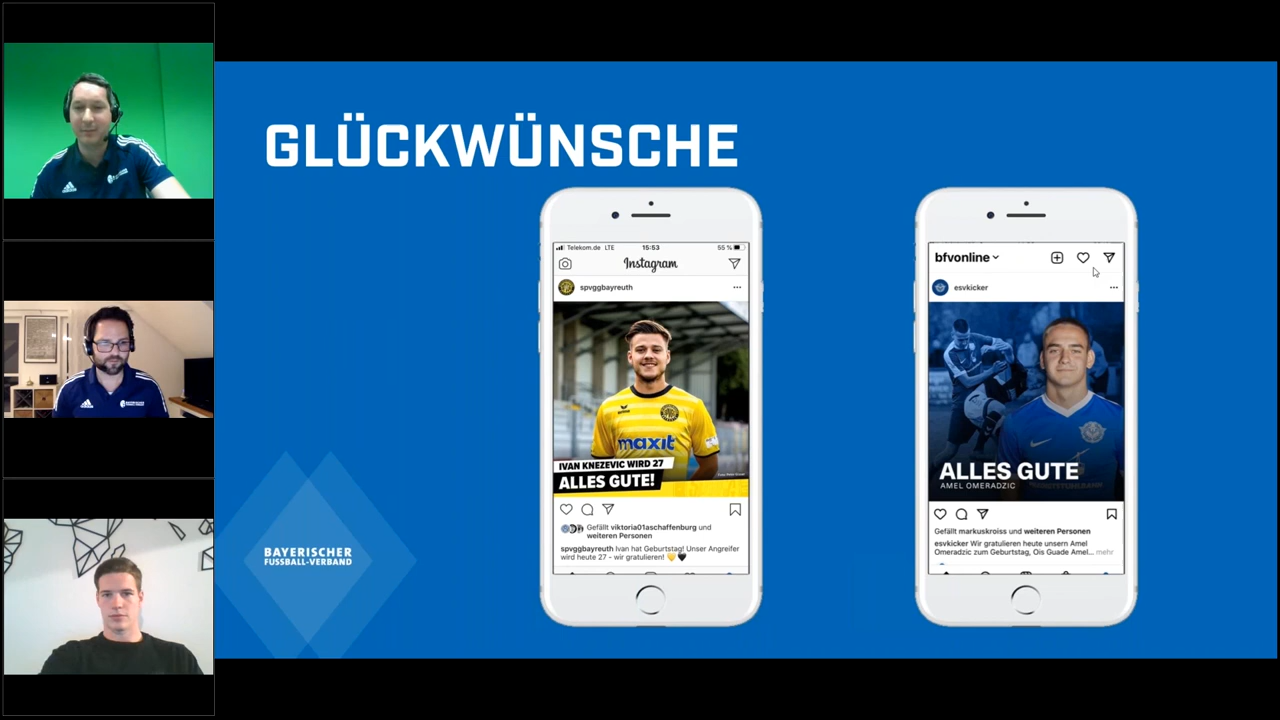 GLÜCKWÜNSCHE
Telekom.de LTE 15:53 55 %
Instagram
spvggbayreuth
maxit
IVAN KNEZEVIC WIRD 27
ALLES GUTE!
Gefällt viktoria01aschaffenburg und
weiteren Personen
spvggbayreuth Ivan hat Geburtstag! Unser Angreifer
wird heute 27 – wir gratulieren! 💛🖤
bfvonline
esvkicker
ALLES GUTE
AMEL OMERADZIC
Gefällt markuskroiss und weiteren Personen
esvkicker Wir gratulieren heute unsern Amel
Omeradzic zum Geburtstag, Ois Guade Amel... mehr
BAYERISCHER
FUSSBALL-VERBAND